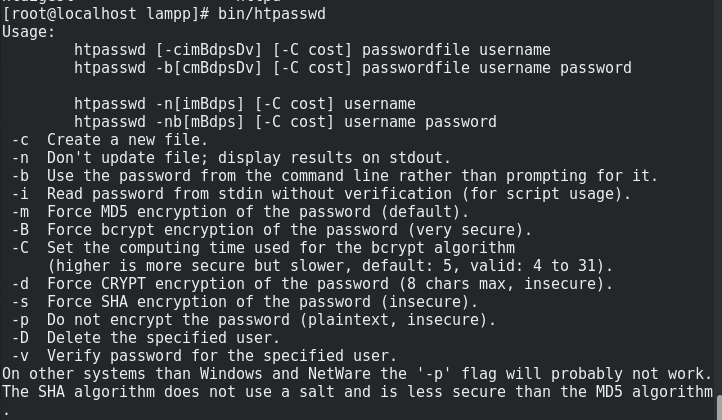 [root@localhost lampp]# bin/htpasswd
Usage:
        htpasswd [-cimBdpsDv] [-C cost] passwordfile username
        htpasswd -b[cmBdpsDv] [-C cost] passwordfile username password

        htpasswd -n[imBdps] [-C cost] username
        htpasswd -nb[mBdps] [-C cost] username password
 -c  Create a new file.
 -n  Don't update file; display results on stdout.
 -b  Use the password from the command line rather than prompting for it.
 -i  Read password from stdin without verification (for script usage).
 -m  Force MD5 encryption of the password (default).
 -B  Force bcrypt encryption of the password (very secure).
 -C  Set the computing time used for the bcrypt algorithm
     (higher is more secure but slower, default: 5, valid: 4 to 31).
 -d  Force CRYPT encryption of the password (8 chars max, insecure).
 -s  Force SHA encryption of the password (insecure).
 -p  Do not encrypt the password (plaintext, insecure).
 -D  Delete the specified user.
 -v  Verify password for the specified user.
On other systems than Windows and NetWare the '-p' flag will probably not work.
The SHA algorithm does not use a salt and is less secure than the MD5 algorithm
.